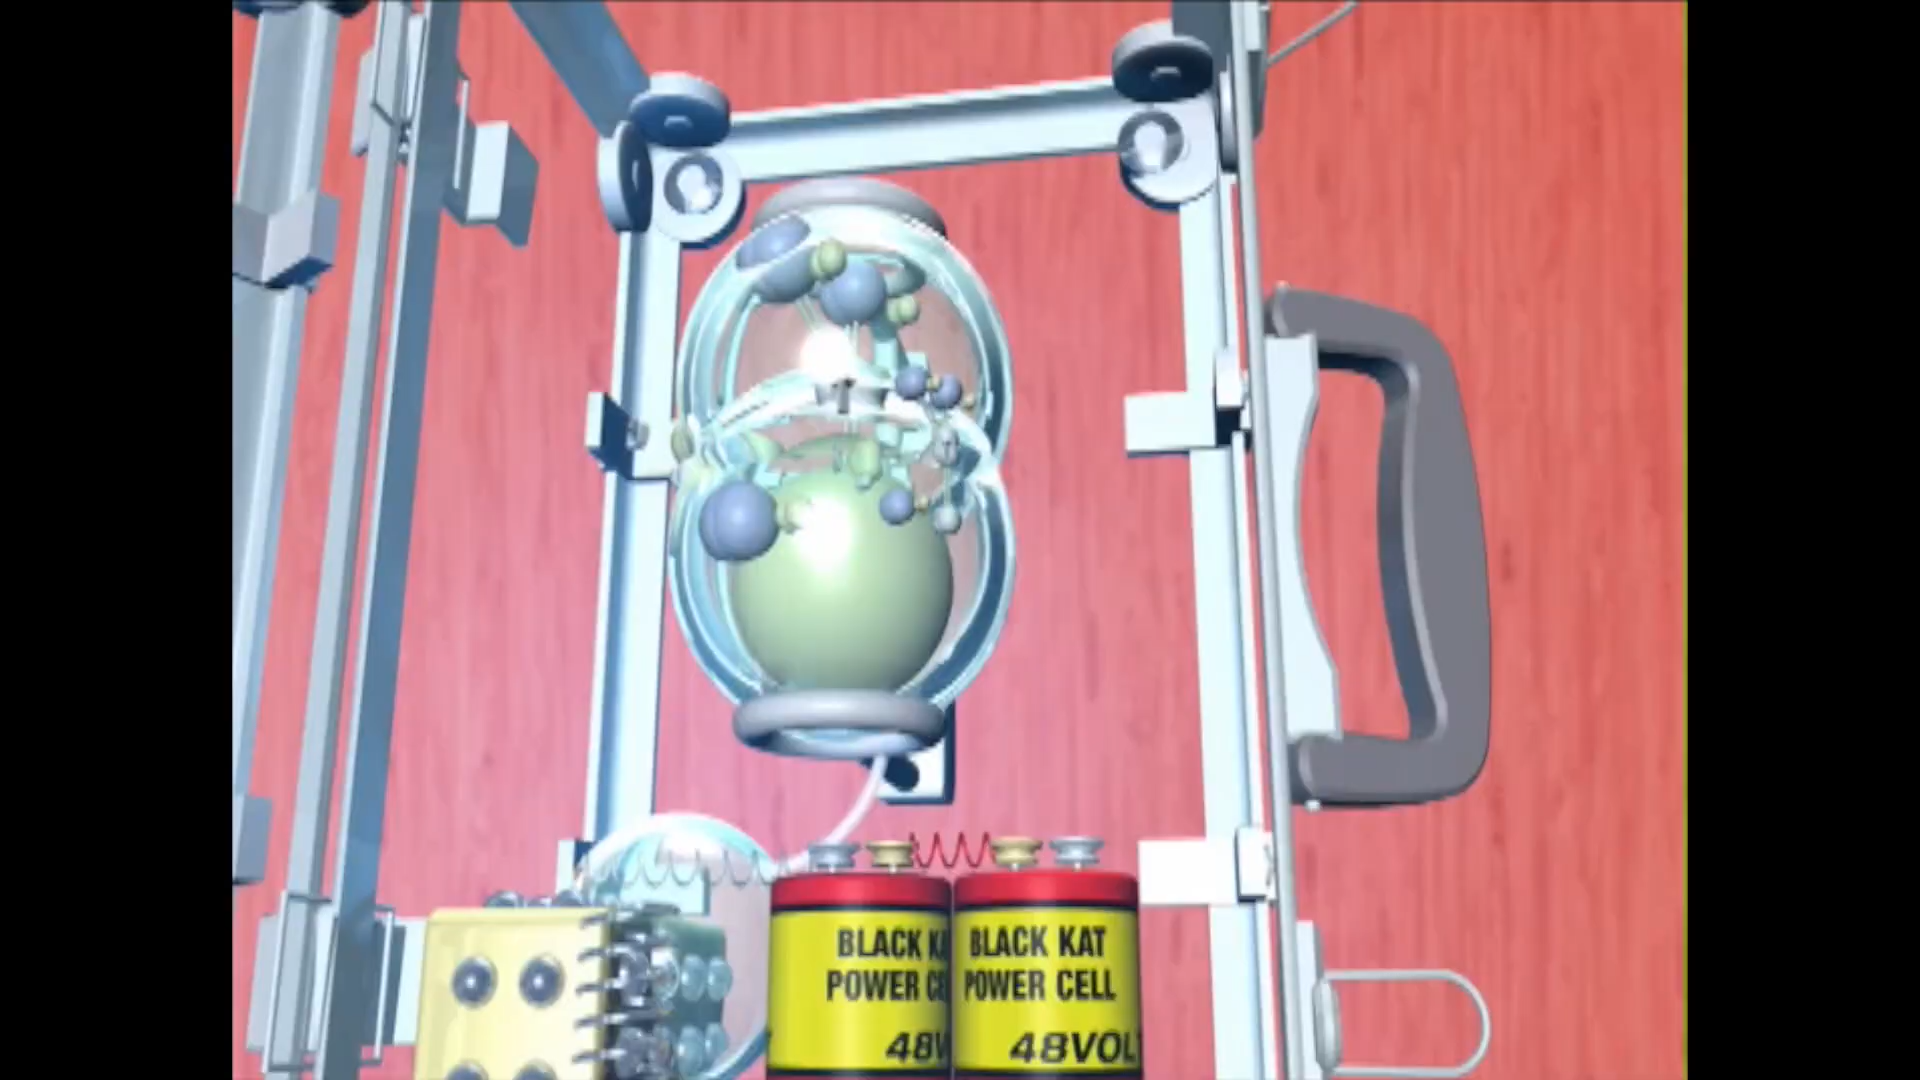 BLACK KA
POWER CE
48V
BLACK KAT
POWER CELL
48VOL